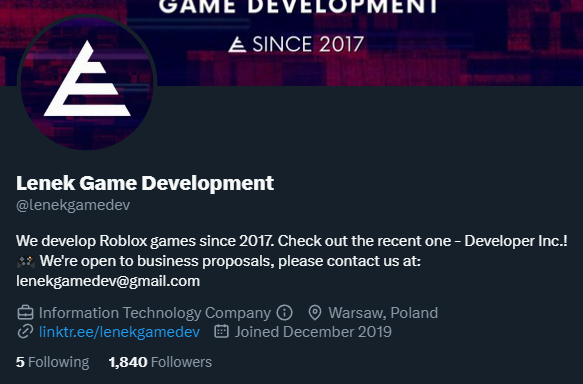 GAME DEVELOPMENT
SINCE 2017
Lenek Game Development
@lenekgamedev
We develop Roblox games since 2017. Check out the recent one - Developer Inc.!
🎮 We're open to business proposals, please contact us at:
lenekgamedev@gmail.com
Information Technology Company Warsaw, Poland
linktr.ee/lenekgamedev Joined December 2019
5 Following 1,840 Followers